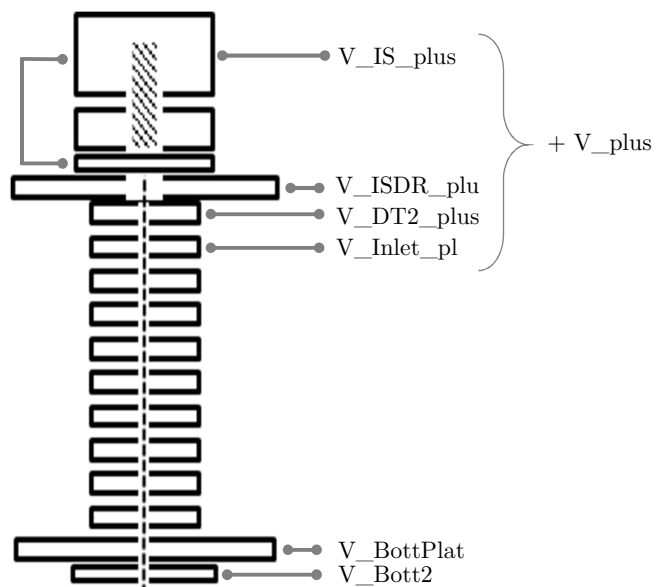 V_IS_plus
+ V_plus
V_ISDR_plu
V_DT2_plus
V_Inlet_pl
V_BottPlat
V_Bott2